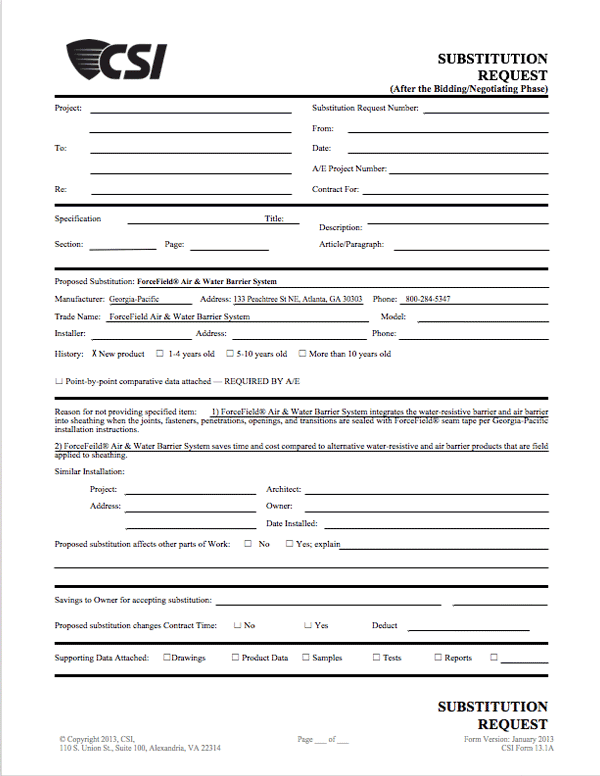 CSI
SUBSTITUTION
REQUEST
(After the Bidding/Negotiating Phase)
Project: Substitution Request Number:
From:
To: Date:
A/E Project Number:
Re: Contract For:
Specification Title:
Description:
Section: Page: Article/Paragraph:
Proposed Substitution: ForceField® Air & Water Barrier System
Manufacturer: Georgia-Pacific Address: 133 Peachtree St NE, Atlanta, GA 30303 Phone: 800-284-5347
Trade Name: ForceField Air & Water Barrier System Model:
Installer: Address: Phone:
History: X New product ☐ 1-4 years old ☐ 5-10 years old ☐ More than 10 years old
☐ Point-by-point comparative data attached — REQUIRED BY A/E
Reason for not providing specified item: 1) ForceField® Air & Water Barrier System integrates the water-resistive barrier and air barrier
into sheathing when the joints, fasteners, penetrations, openings, and transitions are sealed with ForceField® seam tape per Georgia-Pacific
installation instructions.
2) ForceFeild® Air & Water Barrier System saves time and cost compared to alternative water-resistive and air barrier products that are field
applied to sheathing.
Similar Installation:
Project: Architect:
Address: Owner:
Date Installed:
Proposed substitution affects other parts of Work: ☐ No ☐ Yes; explain
Savings to Owner for accepting substitution:
Proposed substitution changes Contract Time: ☐ No ☐ Yes Deduct
Supporting Data Attached: ☐Drawings ☐ Product Data ☐ Samples ☐ Tests ☐ Reports ☐
SUBSTITUTION
REQUEST
© Copyright 2013, CSI, Page ___ of ___ Form Version: January 2013
110 S. Union St., Suite 100, Alexandria, VA 22314 CSI Form 13.1A